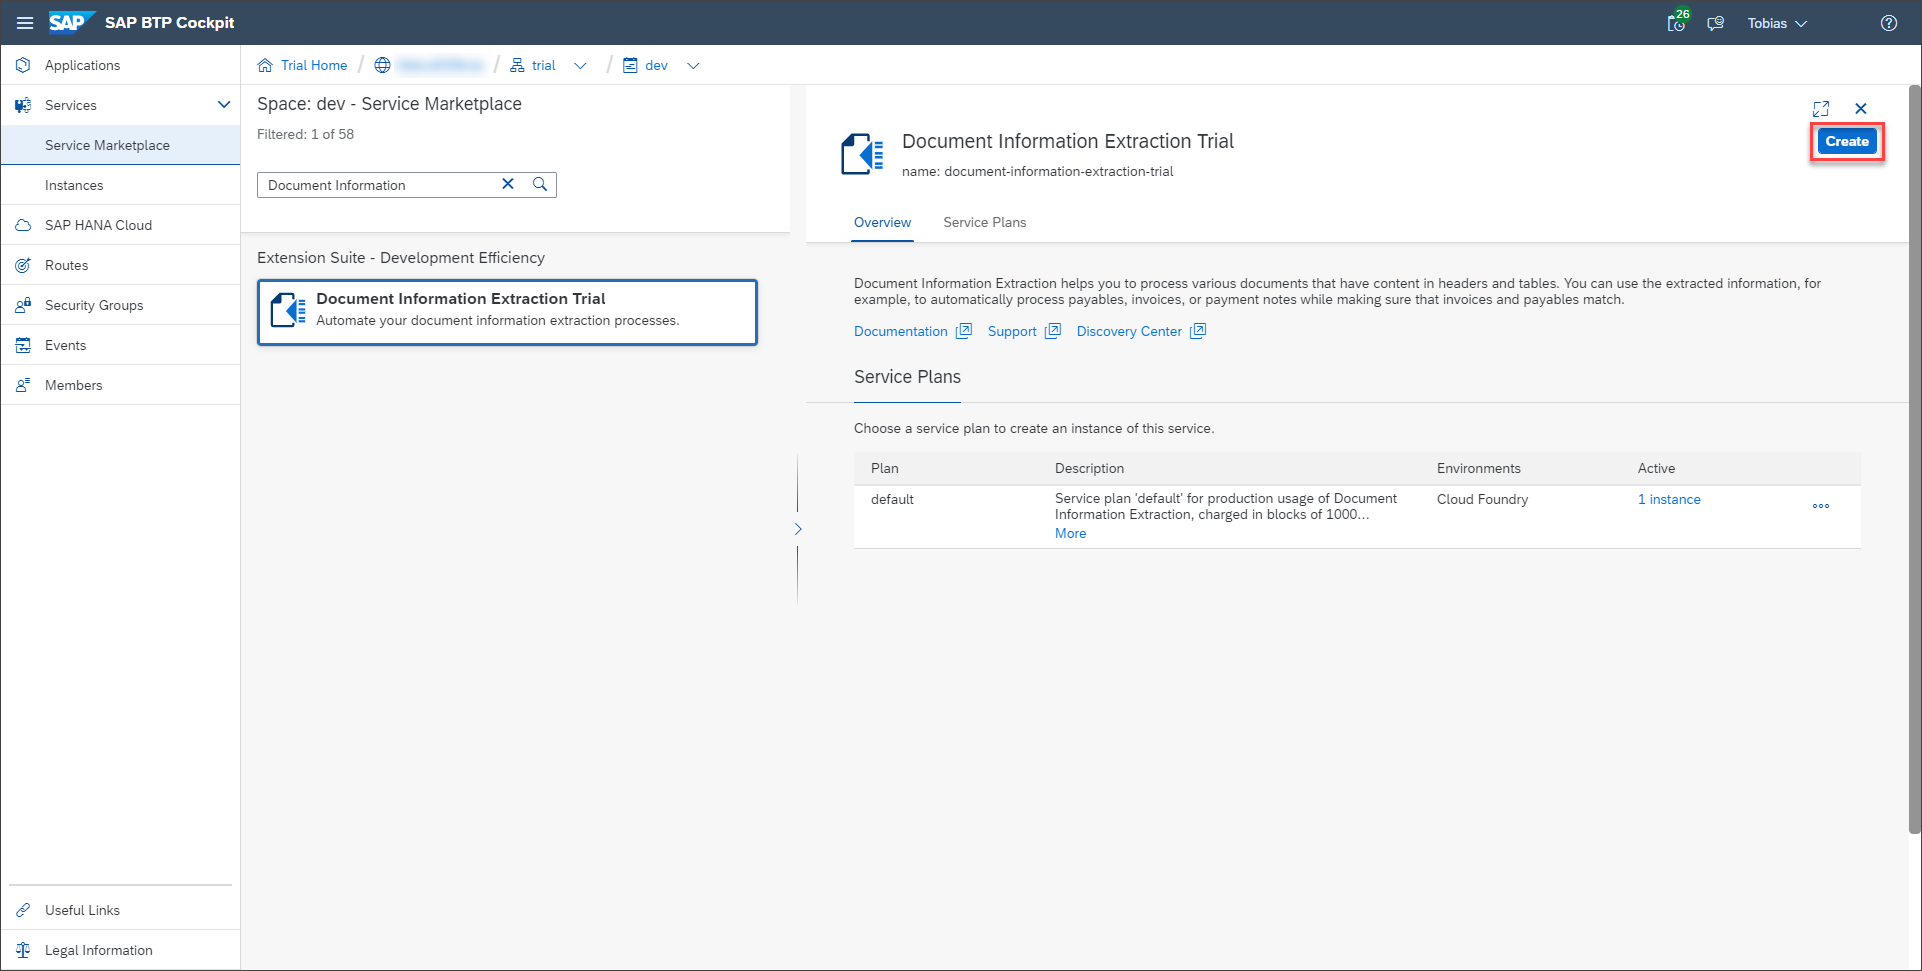 SAP SAP BTP Cockpit
26
Tobias
Applications
Services
Service Marketplace
Instances
SAP HANA Cloud
Routes
Security Groups
Events
Members
Useful Links
Legal Information
Trial Home / / trial / dev
Space: dev - Service Marketplace
Filtered: 1 of 58
Document Information
Extension Suite - Development Efficiency
Document Information Extraction Trial
Automate your document information extraction processes.
Document Information Extraction Trial
name: document-information-extraction-trial
Create
Overview Service Plans
Document Information Extraction helps you to process various documents that have content in headers and tables. You can use the extracted information, for
example, to automatically process payables, invoices, or payment notes while making sure that invoices and payables match.
Documentation Support Discovery Center
Service Plans
Choose a service plan to create an instance of this service.
Plan Description Environments Active
default Service plan 'default' for production usage of Document Cloud Foundry 1 instance
Information Extraction, charged in blocks of 1000...
More